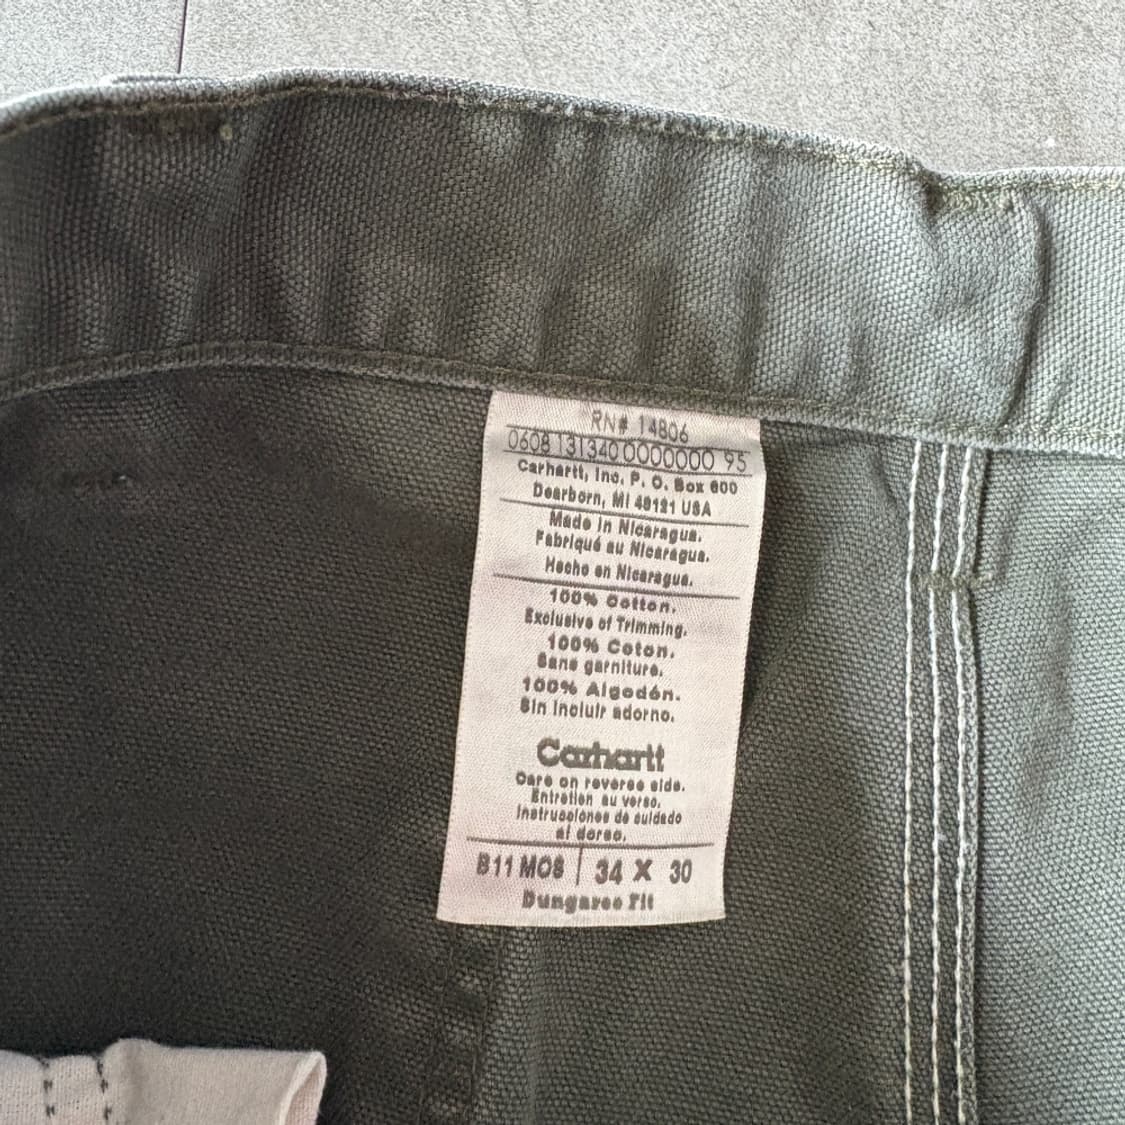 RN# 14806
0608 131340 0000000 95
Carhartt, Inc. P. O. Box 600
Dearborn, MI 48121 USA
Made in Nicaragua.
Fabriqué au Nicaragua.
Hecho en Nicaragua.
100% Cotton.
Exclusive of Trimming.
100% Coton.
Sans garniture.
100% Algodón.
Sin incluir adorno.
Carhartt
Care on reverse side.
Entretien au verso.
Instrucciones de cuidado
al dorso.
B11 MOS | 34 X 30
Dungaree Fit